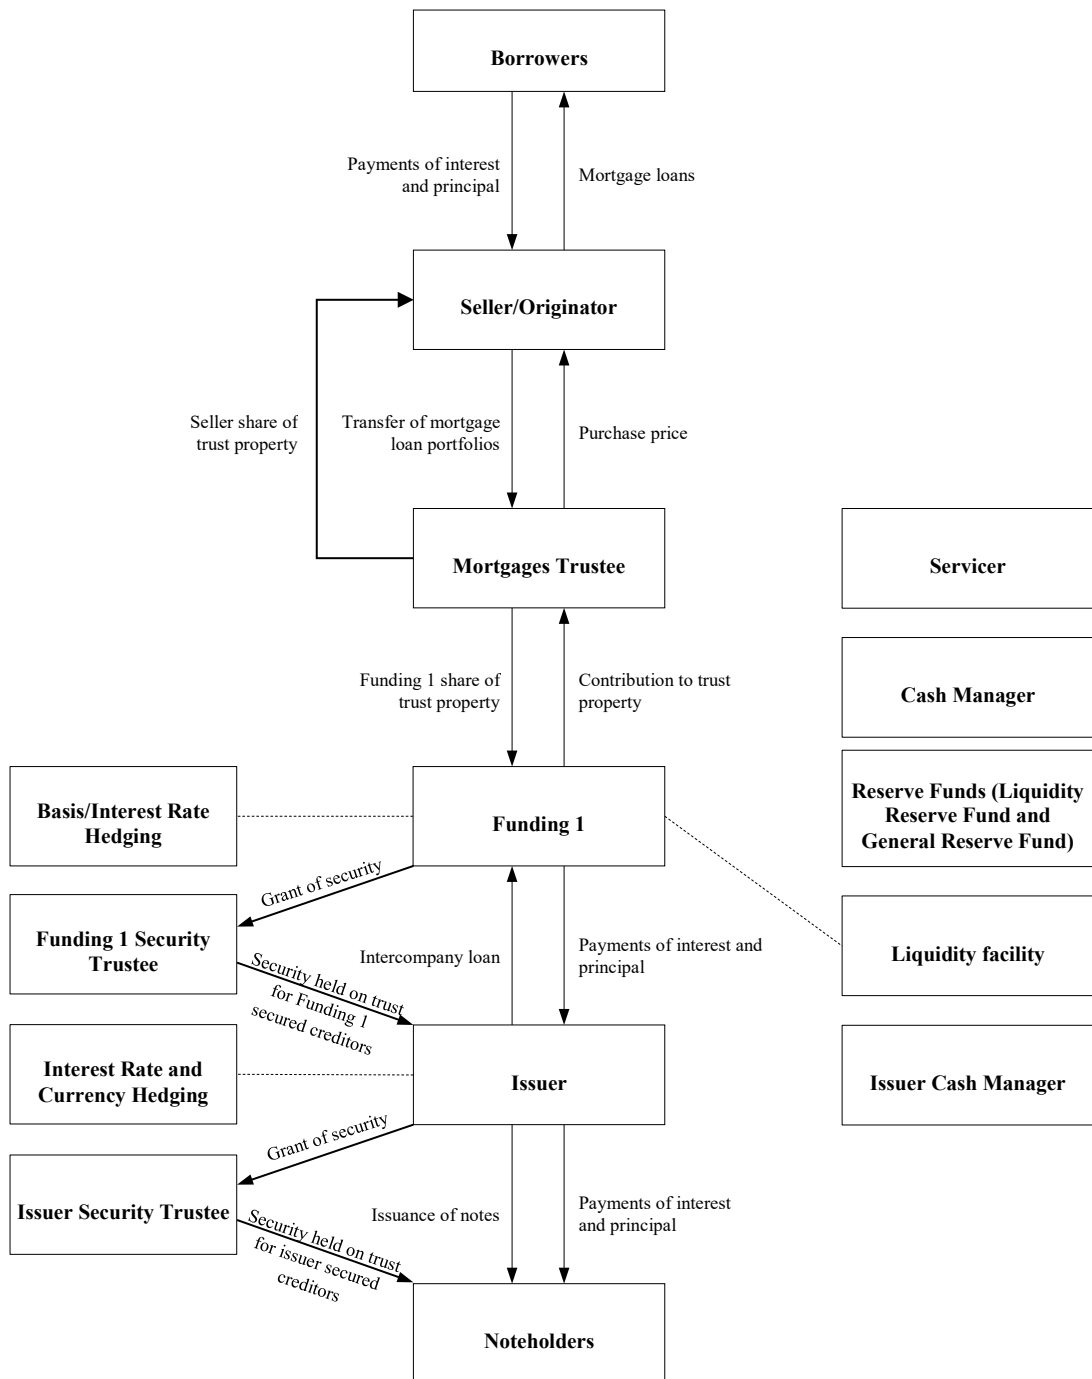 Borrowers
Payments of interest
and principal
Mortgage loans
Seller/Originator
Seller share of
trust property
Transfer of mortgage
loan portfolios
Purchase price
Mortgages Trustee
Servicer
Funding 1 share of
trust property
Contribution to trust
property
Cash Manager
Basis/Interest Rate
Hedging
Funding 1
Reserve Funds (Liquidity
Reserve Fund and
General Reserve Fund)
Grant of security
Funding 1 Security
Trustee
Intercompany loan
Payments of interest and
principal
Liquidity facility
Security held on trust
for Funding 1
secured creditors
Interest Rate and
Currency Hedging
Issuer
Issuer Cash Manager
Grant of security
Issuer Security Trustee
Issuance of notes
Payments of interest
and principal
Security held on trust
for issuer secured
creditors
Noteholders